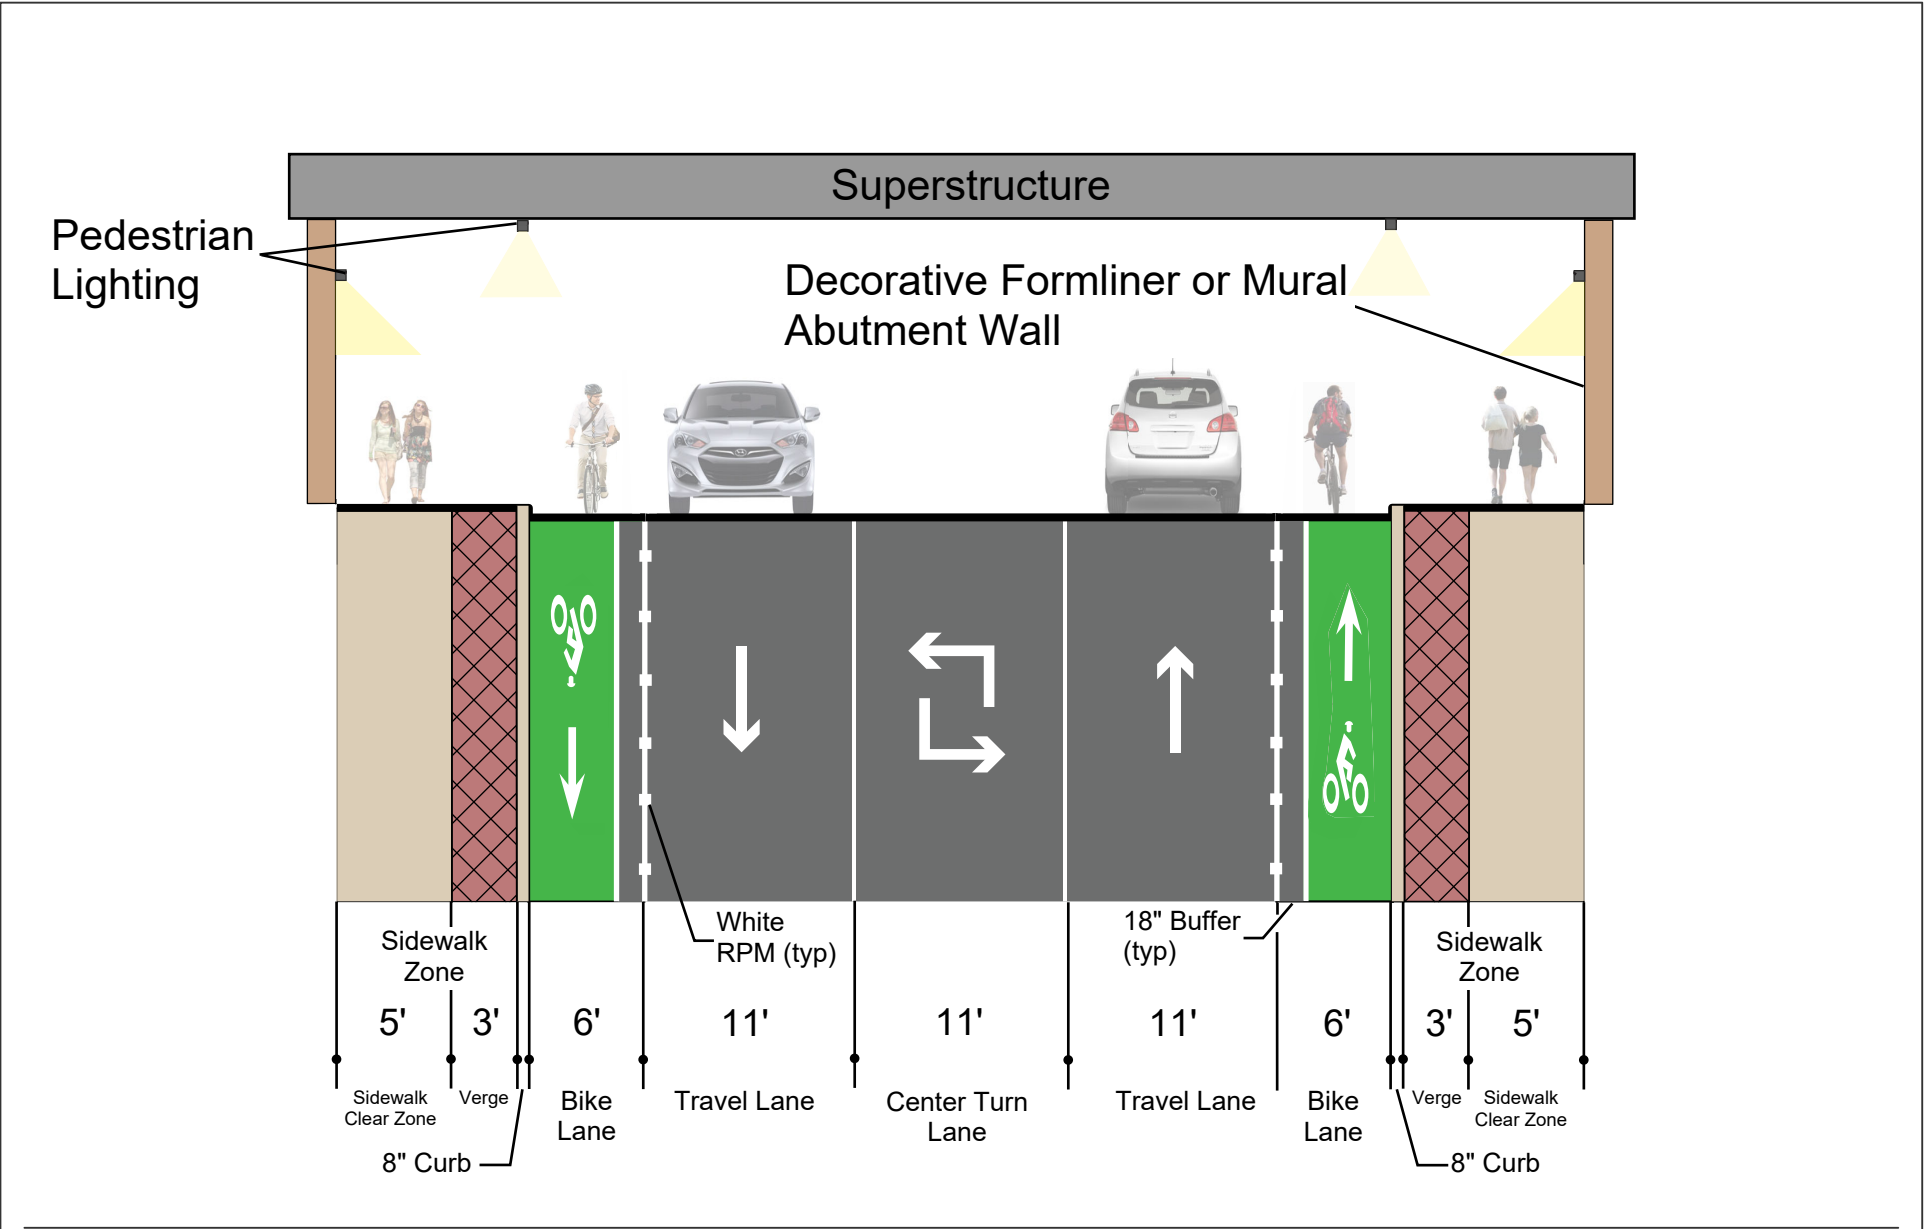 Superstructure
Pedestrian
Lighting
Decorative Formliner or Mural
Abutment Wall
White
RPM (typ)
18" Buffer
(typ)
Sidewalk
Zone
Sidewalk
Zone
5' 3' 6' 11' 11' 11' 6' 3' 5'
Sidewalk
Clear Zone
Verge
Bike
Lane
Travel Lane
Center Turn
Lane
Travel Lane
Bike
Lane
Verge
Sidewalk
Clear Zone
8" Curb
8" Curb